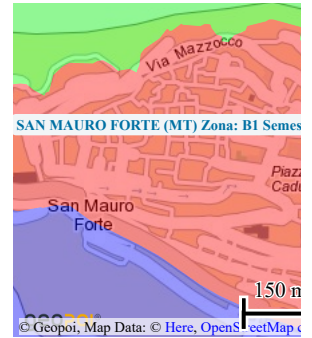 Via Mazzocco
SAN MAURO FORTE (MT) Zona: B1 Semes
Piazz
Cadu
San Mauro
Forte
150 m
geopoi®
© Geopoi, Map Data: © Here, OpenStreetMap c